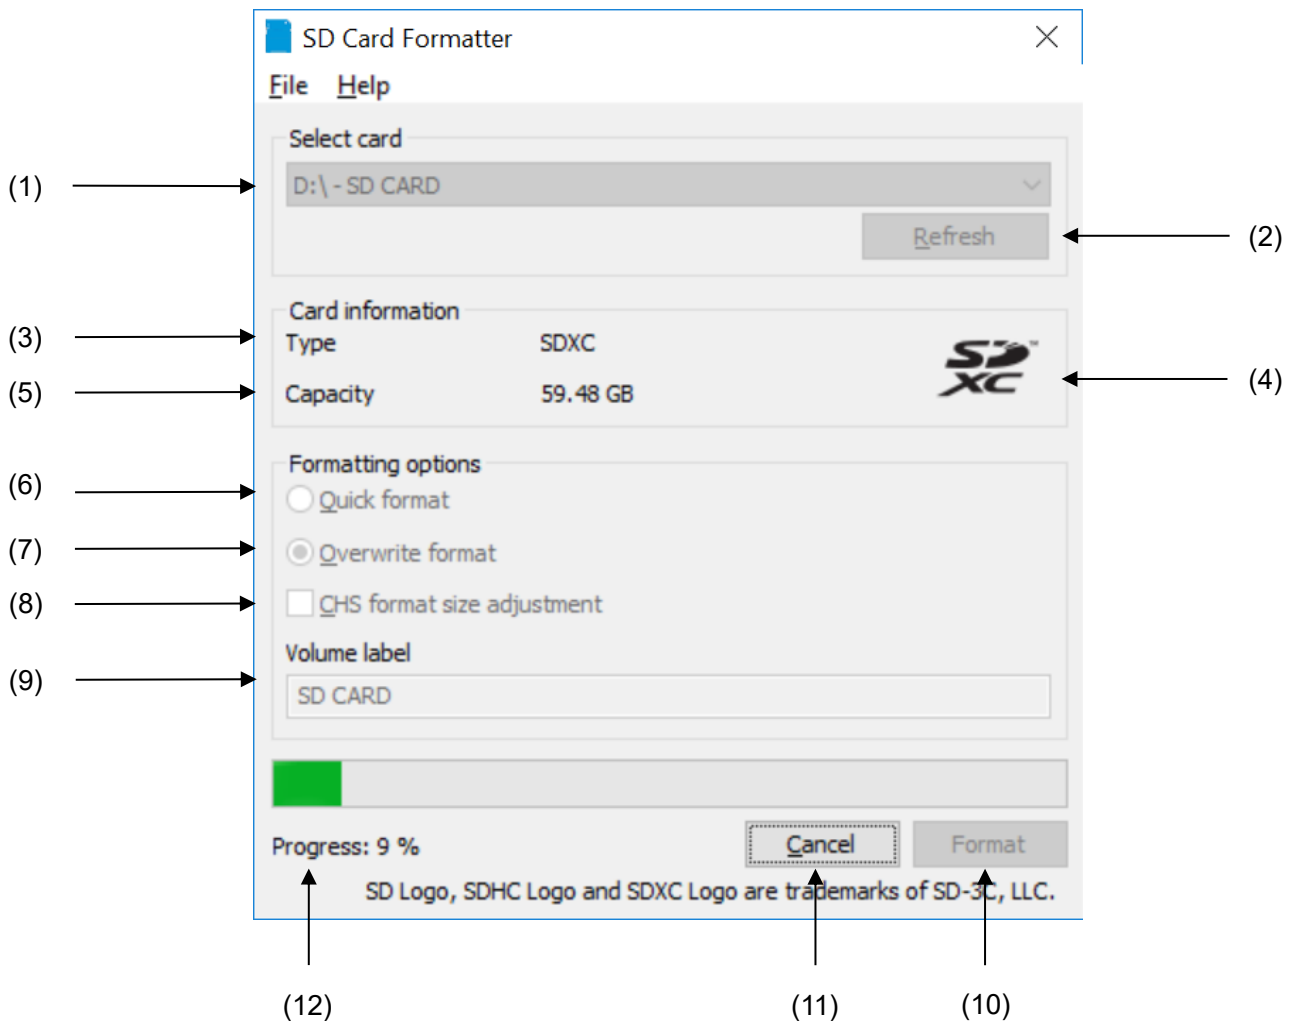 SD Card Formatter
File Help
Select card
(1) D:\ - SD CARD
Refresh (2)
Card information
(3) Type SDXC
SD XC ™ (4)
(5) Capacity 59.48 GB
Formatting options
(6) Quick format
(7) Overwrite format
(8) CHS format size adjustment
Volume label
(9) SD CARD
Progress: 9 % Cancel Format
SD Logo, SDHC Logo and SDXC Logo are trademarks of SD-3C, LLC.
(12) (11) (10)